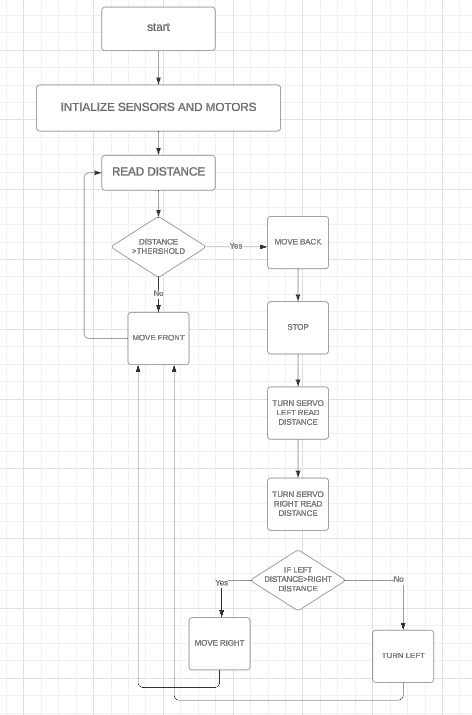 start
INTIALIZE SENSORS AND MOTORS
READ DISTANCE
DISTANCE
>THERSHOLD
Yes
MOVE BACK
No
MOVE FRONT
STOP
TURN SERVO
LEFT READ
DISTANCE
TURN SERVO
RIGHT READ
DISTANCE
IF LEFT
DISTANCE>RIGHT
DISTANCE
Yes
No
MOVE RIGHT
TURN LEFT